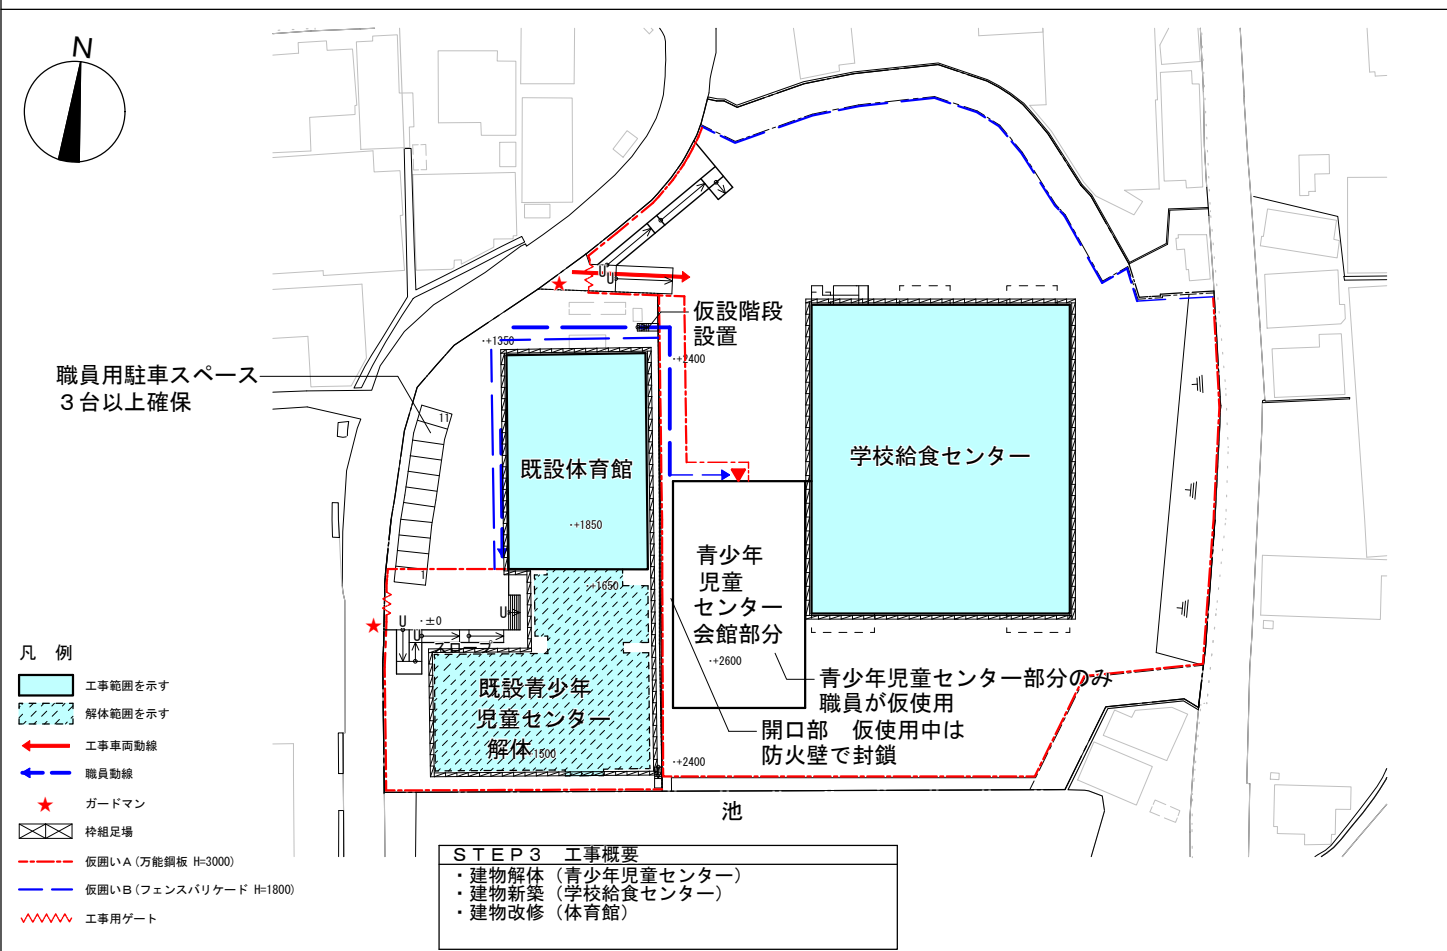 N
仮設階段
設置
·+1350
·+2400
職員用駐車スペース
３台以上確保
11
既設体育館
学校給食センター
·+1850
青少年
児童
センター
会館部分
·+1650
1
U
U
U
U
U
·±0
スロープ
·+2600
青少年児童センター部分のみ
職員が仮使用
既設青少年
児童センター
解体
·1500
開口部　仮使用中は
防火壁で封鎖
·+2400
池
凡　例
工事範囲を示す
解体範囲を示す
工事車両動線
職員動線
ガードマン
枠組足場
仮囲いＡ(万能鋼板 H=3000)
仮囲いＢ(フェンスバリケード H=1800)
工事用ゲート
ＳＴＥＰ３　工事概要
・建物解体（青少年児童センター）
・建物新築（学校給食センター）
・建物改修（体育館）